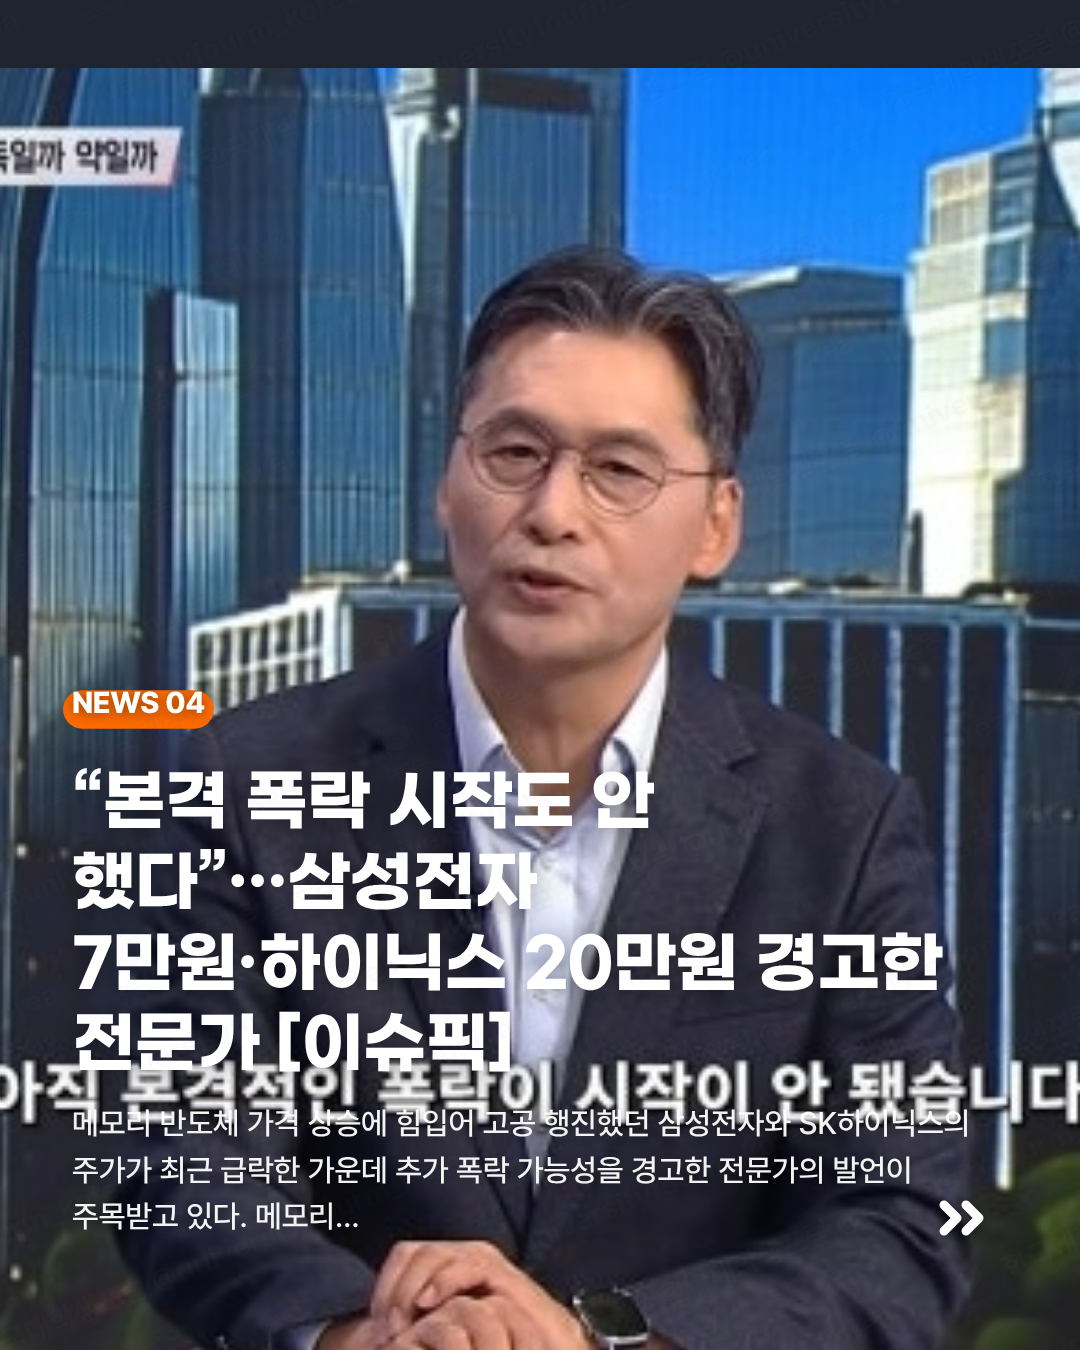 독일까 약일까
NEWS 04
“본격 폭락 시작도 안
했다”…삼성전자
7만원·하이닉스 20만원 경고한
전문가 [이슈픽]
아직 본격적인 폭락이 시작이 안 됐습니다
메모리 반도체 가격 상승에 힘입어 고공 행진했던 삼성전자와 SK하이닉스의
주가가 최근 급락한 가운데 추가 폭락 가능성을 경고한 전문가의 발언이
주목받고 있다. 메모리...